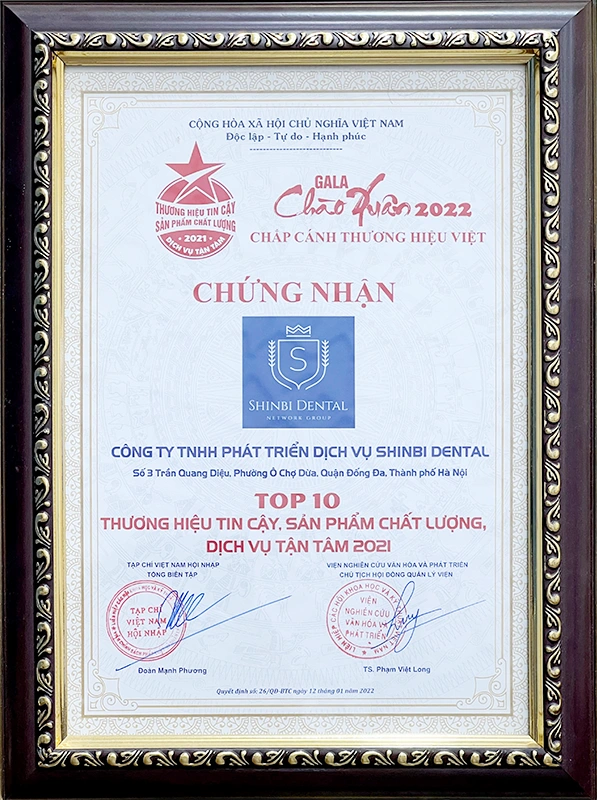 CỘNG HÒA XÃ HỘI CHỦ NGHĨA VIỆT NAM
Độc lập - Tự do - Hạnh phúc
THƯƠNG HIỆU TIN CẬY
SẢN PHẨM CHẤT LƯỢNG
2021
DỊCH VỤ TẬN TÂM
GALA
Chào Xuân 2022
CHẮP CÁNH THƯƠNG HIỆU VIỆT
CHỨNG NHẬN
S
SHINBI DENTAL
NETWORK GROUP
CÔNG TY TNHH PHÁT TRIỂN DỊCH VỤ SHINBI DENTAL
Số 3 Trần Quang Diệu, Phường Ô Chợ Dừa, Quận Đống Đa, Thành phố Hà Nội
TOP 10
THƯƠNG HIỆU TIN CẬY, SẢN PHẨM CHẤT LƯỢNG,
DỊCH VỤ TẬN TÂM 2021
TẠP CHÍ VIỆT NAM HỘI NHẬP
TỔNG BIÊN TẬP
TẠP CHÍ
VIỆT NAM
HỘI NHẬP
Đoàn Mạnh Phương
VIỆN NGHIÊN CỨU VĂN HÓA VÀ PHÁT TRIỂN
CHỦ TỊCH HỘI ĐỒNG QUẢN LÝ VIỆN
VIỆN
NGHIÊN CỨU
VĂN HÓA VÀ
PHÁT TRIỂN
TS. Phạm Việt Long
Quyết định số: 26/QĐ-BTC ngày 12 tháng 01 năm 2022